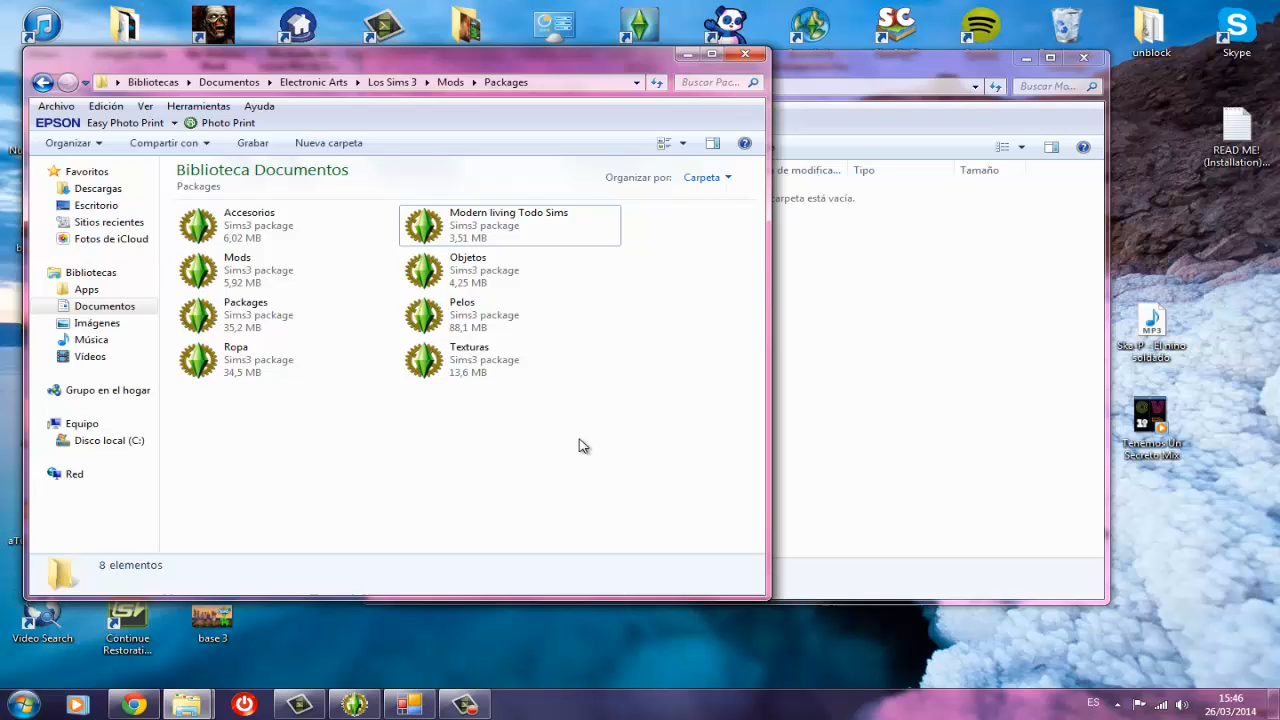 unblock
Skype
Bibliotecas
Documentos
Electronic Arts
Los Sims 3
Mods
Packages
Buscar Pac...
Buscar Mo...
Archivo
Edición
Ver
Herramientas
Ayuda
EPSON
Easy Photo Print
Photo Print
Organizar
Compartir con
Grabar
Nueva carpeta
Favoritos
Descargas
Escritorio
Sitios recientes
Fotos de iCloud
Bibliotecas
Apps
Documentos
Imágenes
Música
Vídeos
Grupo en el hogar
Equipo
Disco local (C:)
Red
Biblioteca Documentos
Packages
Organizar por:
Carpeta
Accesorios
Sims3 package
6,02 MB
Modern living Todo Sims
Sims3 package
3,51 MB
Mods
Sims3 package
5,92 MB
Objetos
Sims3 package
4,25 MB
Packages
Sims3 package
35,2 MB
Pelos
Sims3 package
88,1 MB
Ropa
Sims3 package
34,5 MB
Texturas
Sims3 package
13,6 MB
8 elementos
de modifica...
Tipo
Tamaño
carpeta está vacía.
READ ME!
(Installation)...
MP3
soldado
Tenemos Un
Secreto Mix
Video Search
Continue
Restorati...
base 3
SC
ES
15:46
26/03/2014